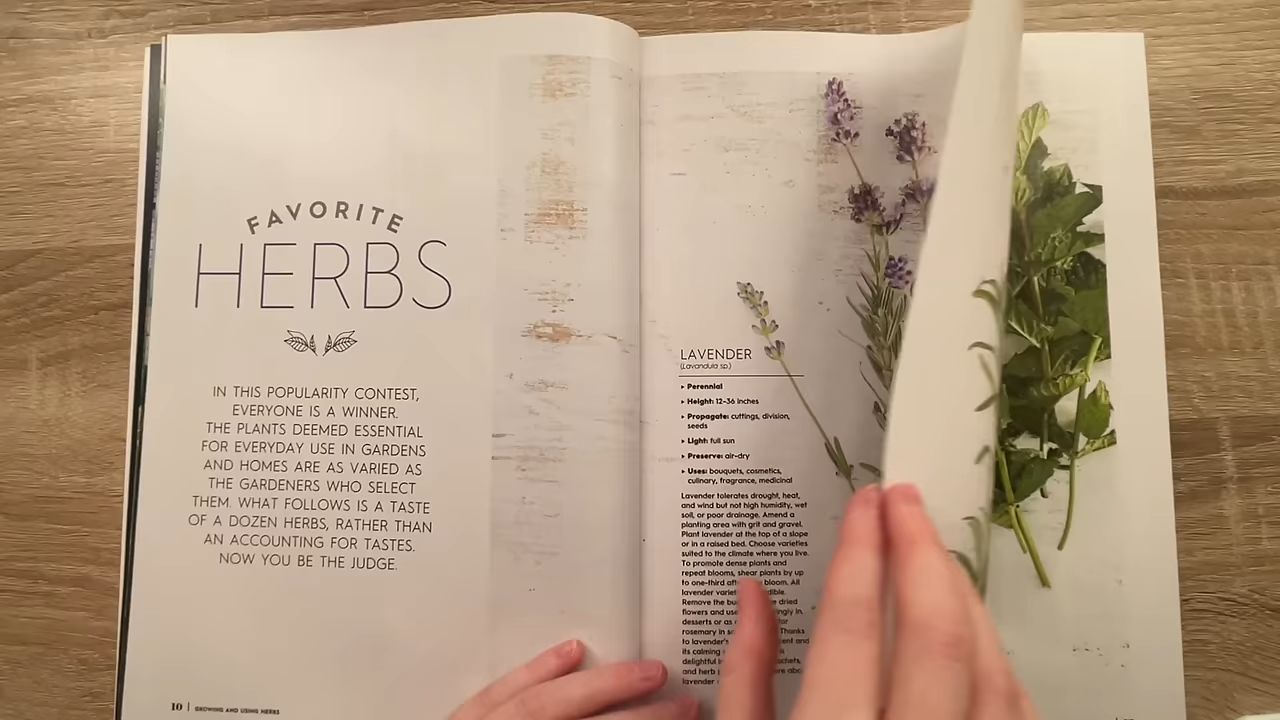 FAVORITE
HERBS
IN THIS POPULARITY CONTEST,
EVERYONE IS A WINNER.
THE PLANTS DEEMED ESSENTIAL
FOR EVERYDAY USE IN GARDENS
AND HOMES ARE AS VARIED AS
THE GARDENERS WHO SELECT
THEM. WHAT FOLLOWS IS A TASTE
OF A DOZEN HERBS, RATHER THAN
AN ACCOUNTING FOR TASTES.
NOW YOU BE THE JUDGE.
10 | GROWING AND USING HERBS
LAVENDER
(Lavandula sp.)
▸ Perennial
▸ Height: 12–36 inches
▸ Propagate: cuttings, division,
seeds
▸ Light: full sun
▸ Preserve: air-dry
▸ Uses: bouquets, cosmetics,
culinary, fragrance, medicinal
Lavender tolerates drought, heat,
and wind but not high humidity, wet
soil, or poor drainage. Amend a
planting area with grit and gravel.
Plant lavender at the top of a slope
or in a raised bed. Choose varieties
suited to the climate where you live.
To promote dense plants and
repeat blooms, shear plants by up
to one-third bloom. All
lavender
Remove the dried
flowers and use
desserts or as
rosemary in
to lavender's and
its calming
delightful
and herb
lavender